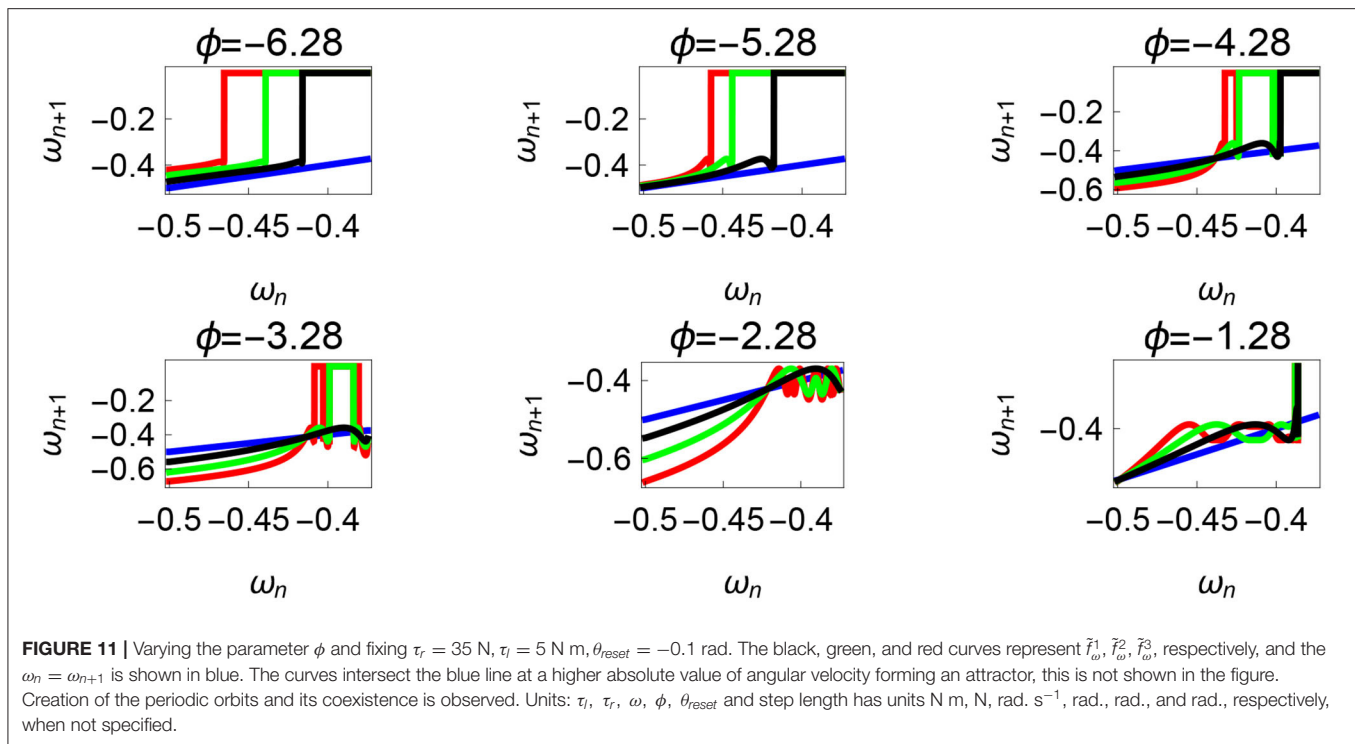 ϕ=−6.28 ϕ=−5.28 ϕ=−4.28
ωn+1 −0.2 −0.4
ωn+1 −0.2 −0.4
ωn+1 −0.2 −0.4 −0.6
−0.5 −0.45 −0.4 −0.5 −0.45 −0.4 −0.5 −0.45 −0.4
ωn ωn ωn
ϕ=−3.28 ϕ=−2.28 ϕ=−1.28
ωn+1 −0.2 −0.4 −0.6
ωn+1 −0.4 −0.6
ωn+1 −0.4
−0.5 −0.45 −0.4 −0.5 −0.45 −0.4 −0.5 −0.45 −0.4
ωn ωn ωn
FIGURE 11 | Varying the parameter ϕ and fixing τr = 35 N, τl = 5 N m, θreset = −0.1 rad. The black, green, and red curves represent f̃ω1, f̃ω2, f̃ω3, respectively, and the
ωn = ωn+1 is shown in blue. The curves intersect the blue line at a higher absolute value of angular velocity forming an attractor, this is not shown in the figure.
Creation of the periodic orbits and its coexistence is observed. Units: τl, τr, ω, ϕ, θreset and step length has units N m, N, rad. s−1, rad., rad., and rad., respectively,
when not specified.